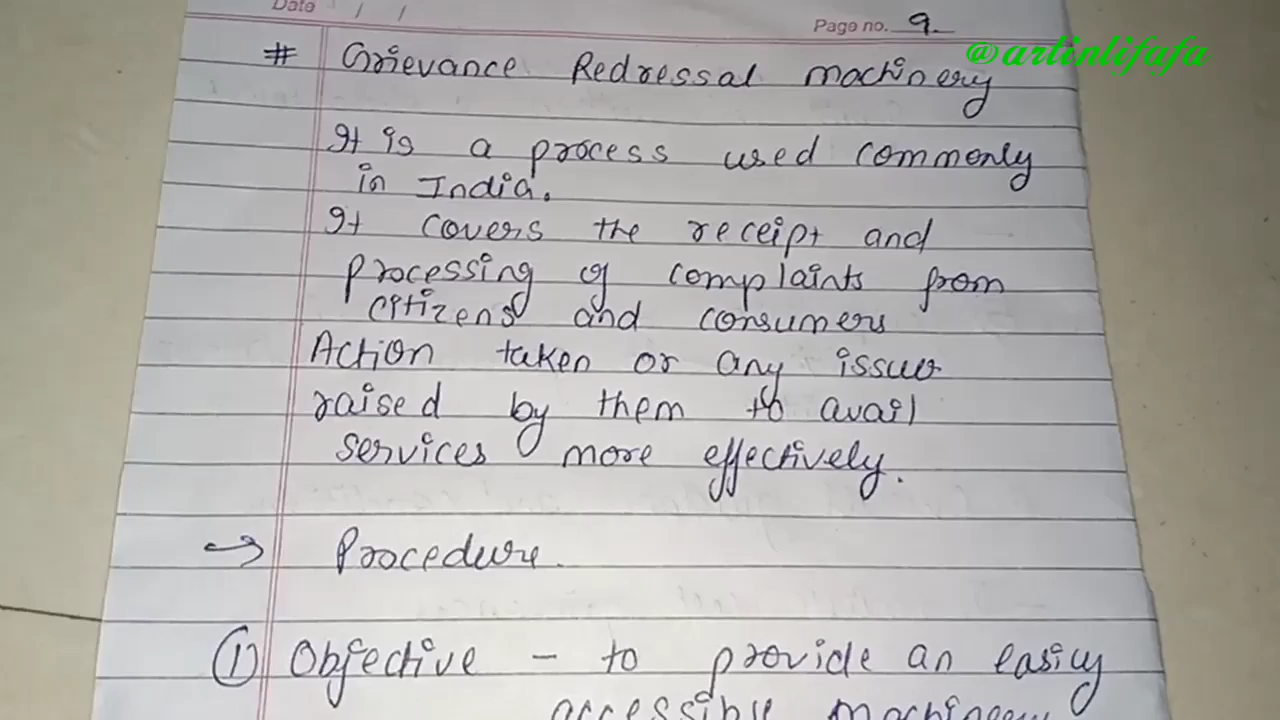 Date / /
Page no. 9
@artinlifafa
# Grievance Redressal machinery
It is a process used commonly
in India.
It covers the receipt and
processing of complaints from
citizens and consumers
Action taken or any issue
raised by them to avail
services more effectively.
→ Procedure.
① Objective - to provide an easily
accessible machinery